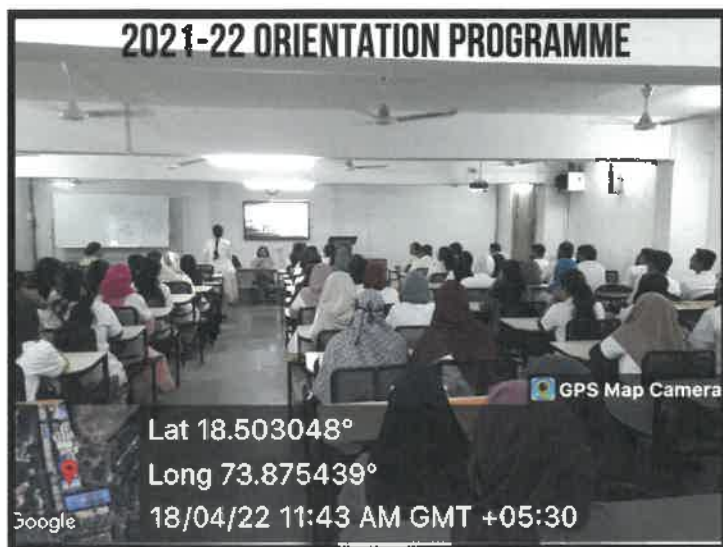 2021-22 ORIENTATION PROGRAMME
GPS Map Camera
Lat 18.503048°
Long 73.875439°
Google
18/04/22 11:43 AM GMT +05:30